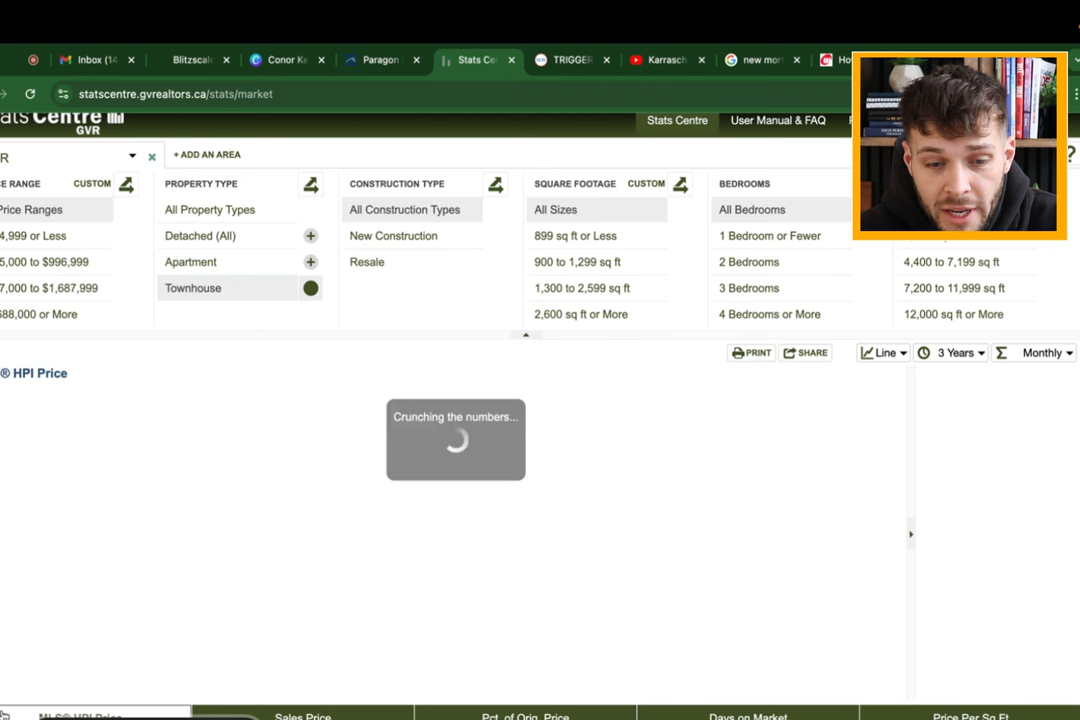 Inbox (14
Blitzscal
Conor Ke
Paragon
Stats Ce
TRIGGER
Karrasch
new mor
Ho
statscentre.gvrealtors.ca/stats/market
ats Centre
GVR
Stats Centre
User Manual & FAQ
R
+ ADD AN AREA
?
CE RANGE
CUSTOM
PROPERTY TYPE
CONSTRUCTION TYPE
SQUARE FOOTAGE
CUSTOM
BEDROOMS
Price Ranges
All Property Types
All Construction Types
All Sizes
All Bedrooms
4,999 or Less
Detached (All)
New Construction
899 sq ft or Less
1 Bedroom or Fewer
5,000 to $996,999
Apartment
Resale
900 to 1,299 sq ft
2 Bedrooms
4,400 to 7,199 sq ft
7,000 to $1,687,999
Townhouse
1,300 to 2,599 sq ft
3 Bedrooms
7,200 to 11,999 sq ft
688,000 or More
2,600 sq ft or More
4 Bedrooms or More
12,000 sq ft or More
PRINT
SHARE
Line
3 Years
Monthly
® HPI Price
Crunching the numbers...
MLS® HPI Price
Sales Price
Pct. of Orig. Price
Days on Market
Price Per Sq Ft